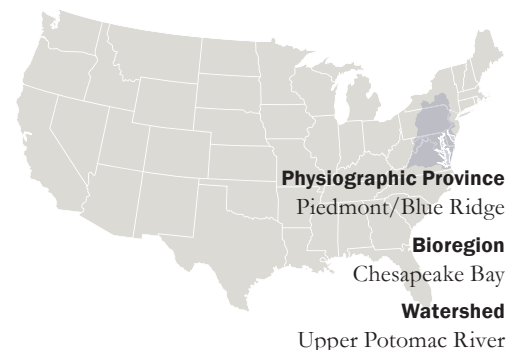 Physiographic Province
Piedmont/Blue Ridge
Bioregion
Chesapeake Bay
Watershed
Upper Potomac River